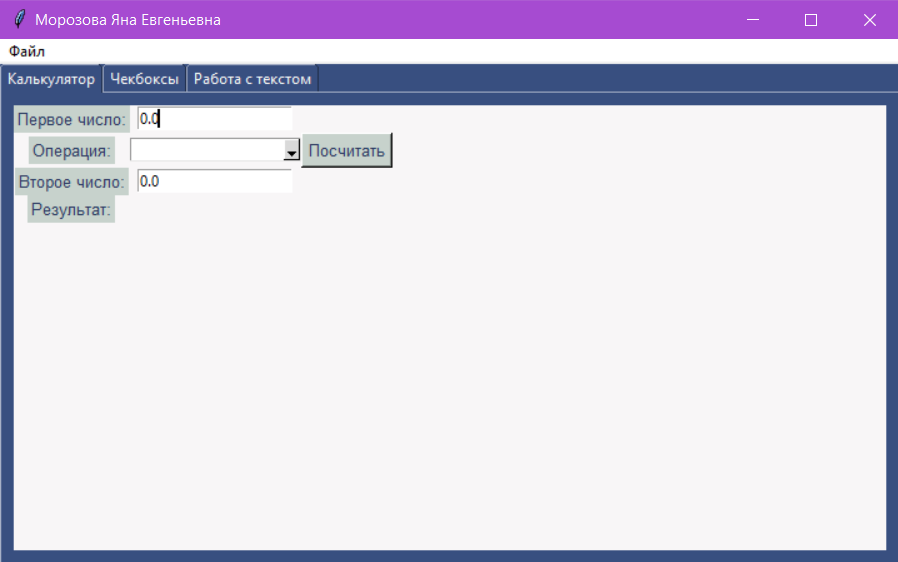 Морозова Яна Евгеньевна
Файл
Калькулятор Чекбоксы Работа с текстом
Первое число: 0.0
Операция: Посчитать
Второе число: 0.0
Результат: